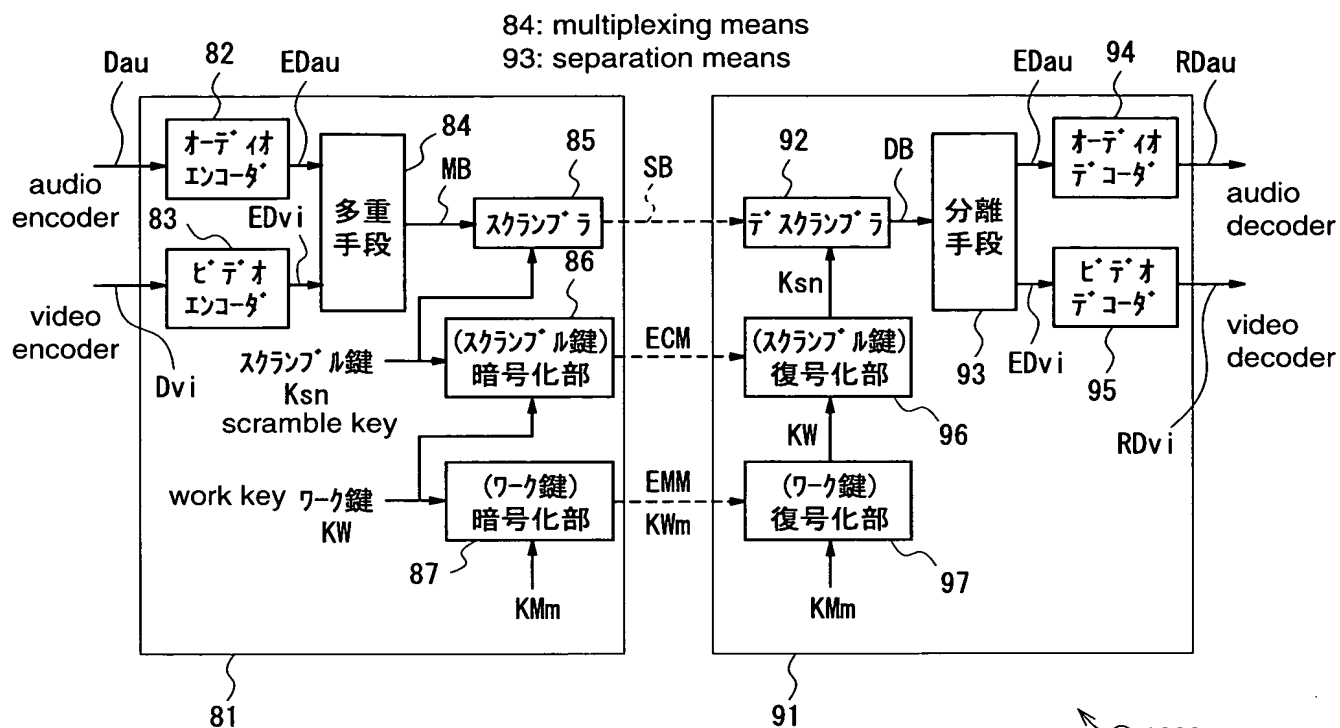 84: multiplexing means
93: separation means
82
Dau
EDau
オーディオ
エンコーダ
audio
encoder
83
EDvi
ビデオ
エンコーダ
video
encoder
Dvi
84
多重
手段
MB
85
スクランブラ
SB
86
スクランブル鍵
Ksn
scramble key
(スクランブル鍵)
暗号化部
ECM
work key
ワーク鍵
KW
(ワーク鍵)
暗号化部
EMM
KWm
87
KMm
81
92
デスクランブラ
DB
Ksn
(スクランブル鍵)
復号化部
96
KW
(ワーク鍵)
復号化部
97
KMm
分離
手段
93
EDau
94
RDau
オーディオ
デコーダ
audio
decoder
EDvi
ビデオ
デコーダ
95
video
decoder
RDvi
91